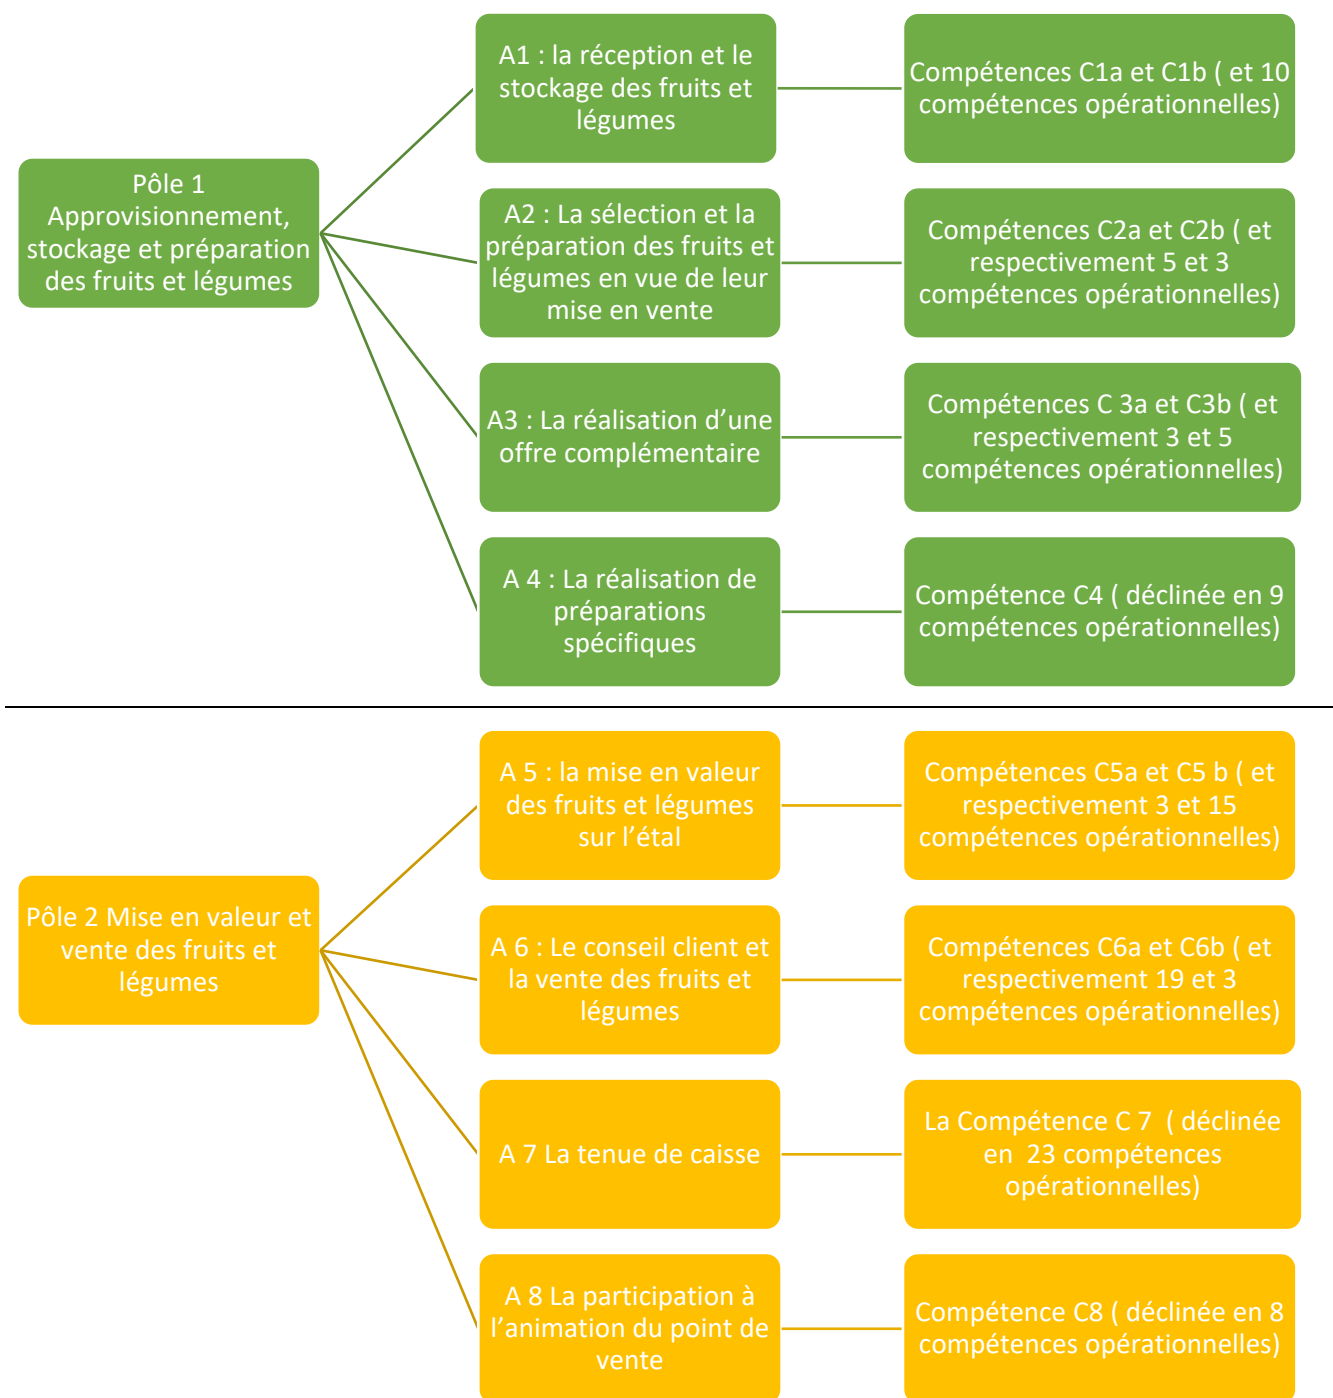 Pôle 1
Approvisionnement,
stockage et préparation
des fruits et légumes
A1 : la réception et le
stockage des fruits et
légumes
Compétences C1a et C1b ( et 10
compétences opérationnelles)
A2 : La sélection et la
préparation des fruits et
légumes en vue de leur
mise en vente
Compétences C2a et C2b ( et
respectivement 5 et 3
compétences opérationnelles)
A3 : La réalisation d’une
offre complémentaire
Compétences C 3a et C3b ( et
respectivement 3 et 5
compétences opérationnelles)
A 4 : La réalisation de
préparations
spécifiques
Compétence C4 ( déclinée en 9
compétences opérationnelles)
Pôle 2 Mise en valeur et
vente des fruits et
légumes
A 5 : la mise en valeur
des fruits et légumes
sur l’étal
Compétences C5a et C5 b ( et
respectivement 3 et 15
compétences opérationnelles)
A 6 : Le conseil client et
la vente des fruits et
légumes
Compétences C6a et C6b ( et
respectivement 19 et 3
compétences opérationnelles)
A 7 La tenue de caisse
La Compétence C 7 ( déclinée
en 23 compétences
opérationnelles)
A 8 La participation à
l’animation du point de
vente
Compétence C8 ( déclinée en 8
compétences opérationnelles)